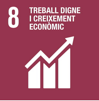 8 TREBALL DIGNE
I CREIXEMENT
ECONÒMIC